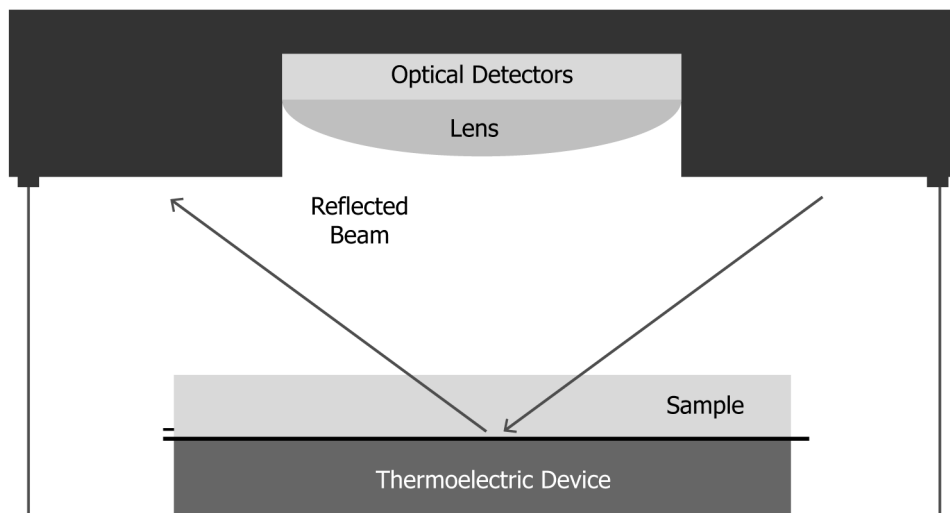 Optical Detectors
Lens
Reflected
Beam
Sample
Thermoelectric Device